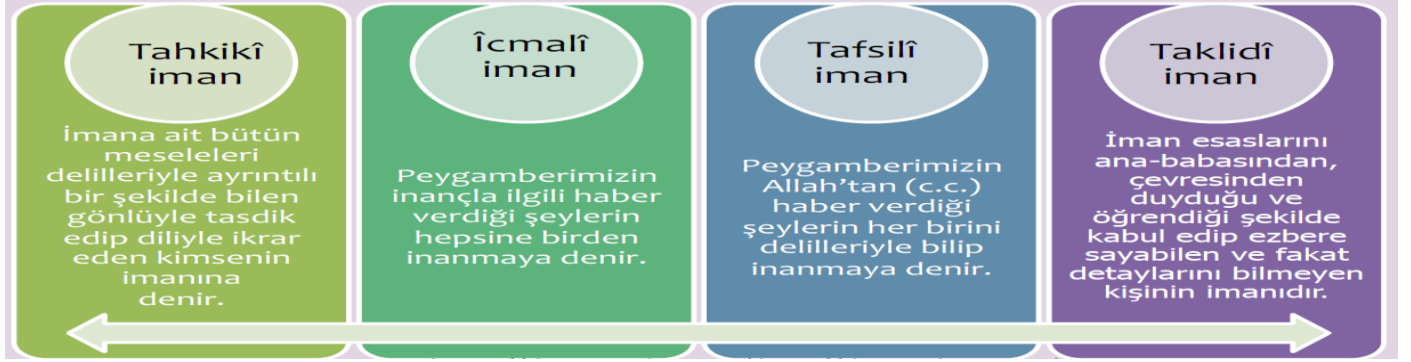 Tahkikî
iman
İmana ait bütün
meseleleri
delilleriyle ayrıntılı
bir şekilde bilen
gönlüyle tasdik
edip diliyle ikrar
eden kimsenin
imanına
denir.
Îcmalî
iman
Peygamberimizin
inançla ilgili haber
verdiği şeylerin
hepsine birden
inanmaya denir.
Tafsilî
iman
Peygamberimizin
Allah’tan (c.c.)
haber verdiği
şeylerin her birini
delilleriyle bilip
inanmaya denir.
Taklidî
iman
İman esaslarını
ana-babasından,
çevresinden
duyduğu ve
öğrendiği şekilde
kabul edip ezbere
sayabilen ve fakat
detaylarını bilmeyen
kişinin imanıdır.